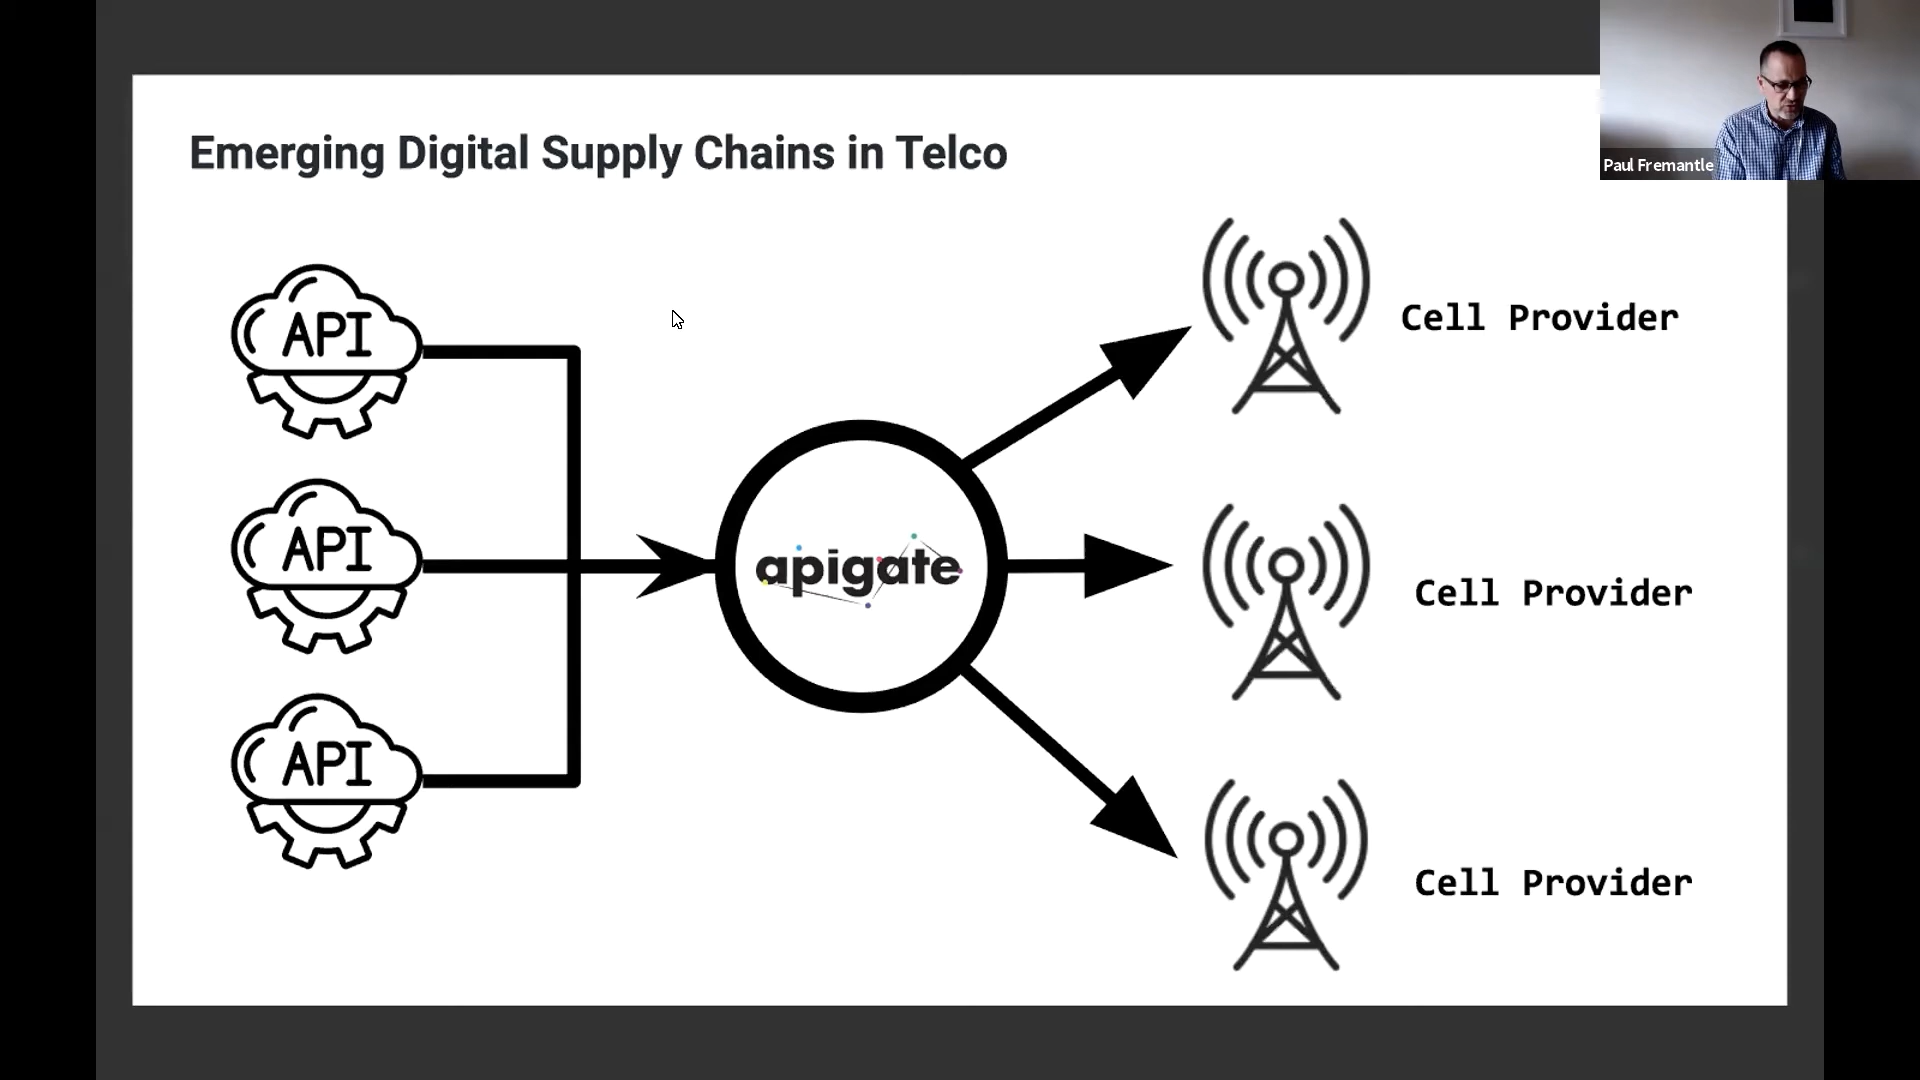 Paul Fremantle
Emerging Digital Supply Chains in Telco
API
API
API
apigate
Cell Provider
Cell Provider
Cell Provider